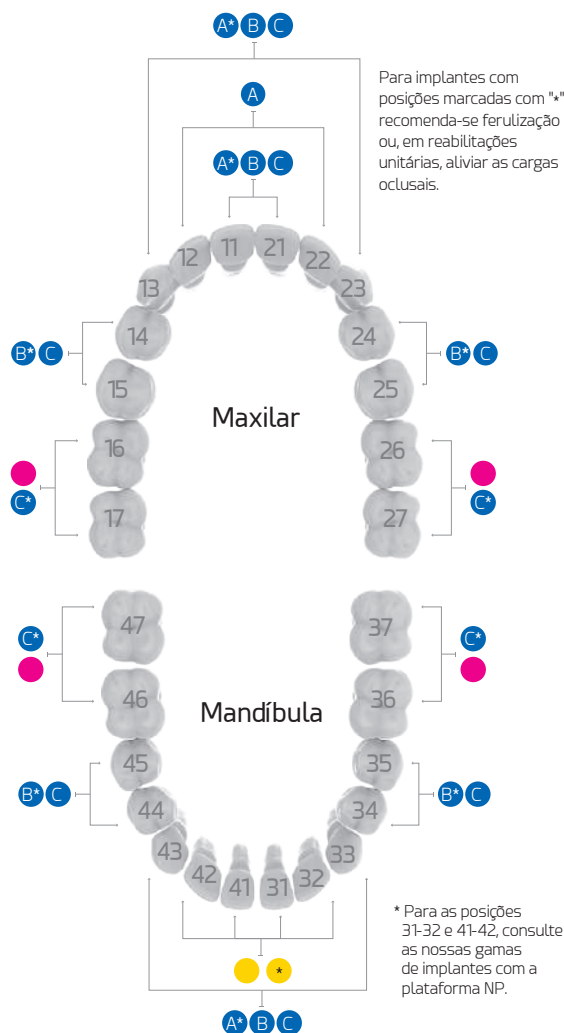 A* B C
A
A* B C
Para implantes com
posições marcadas com "*"
recomenda-se ferulização
ou, em reabilitações
unitárias, aliviar as cargas
oclusais.
11 21
12 22
13 23
14 24
B* C B* C
15 25
Maxilar
16 26
C* C*
17 27
47 37
C* C*
46 36
Mandíbula
45 35
B* C B* C
44 34
43 33
42 32
41 31
* Para as posições
31-32 e 41-42, consulte
as nossas gamas
de implantes com a
plataforma NP.
*
A* B C